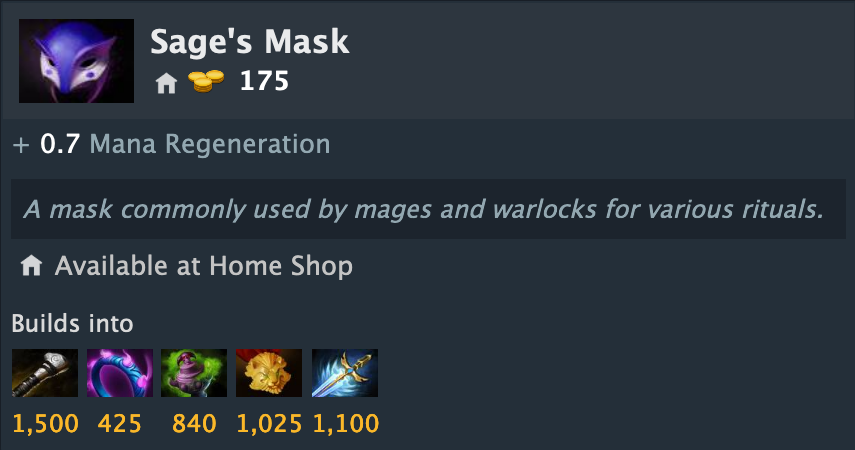 Sage's Mask
175
+ 0.7 Mana Regeneration
A mask commonly used by mages and warlocks for various rituals.
Available at Home Shop
Builds into
1,500 425 840 1,025 1,100